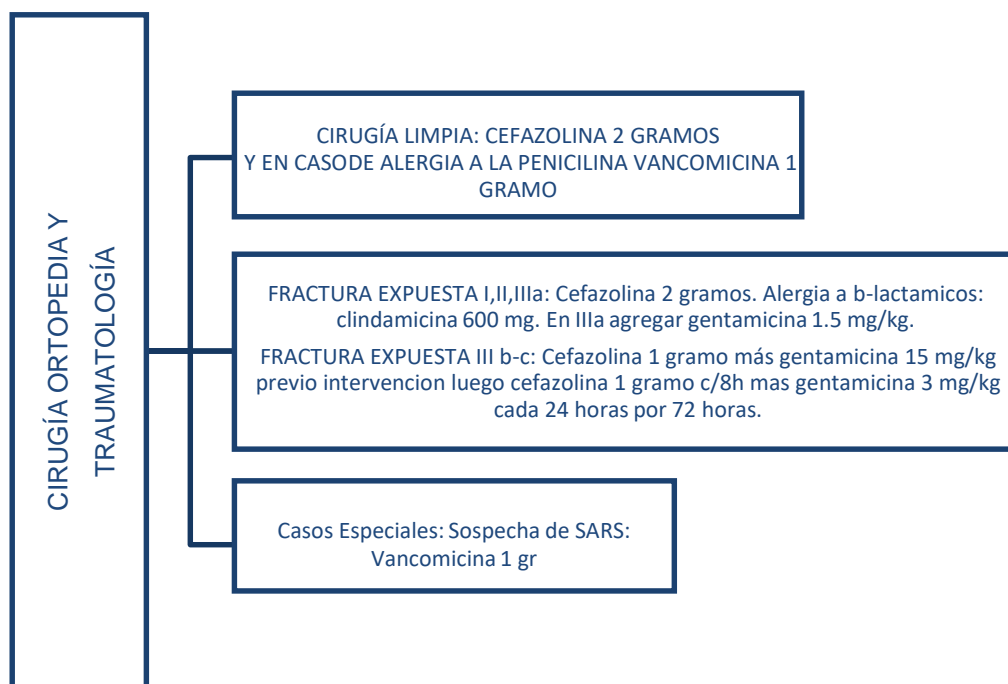 CIRUGÍA ORTOPEDIA Y
TRAUMATOLOGÍA
CIRUGÍA LIMPIA: CEFAZOLINA 2 GRAMOS
Y EN CASODE ALERGIA A LA PENICILINA VANCOMICINA 1
GRAMO
FRACTURA EXPUESTA I,II,IIIa: Cefazolina 2 gramos. Alergia a b-lactamicos:
clindamicina 600 mg. En IIIa agregar gentamicina 1.5 mg/kg.
FRACTURA EXPUESTA III b-c: Cefazolina 1 gramo más gentamicina 15 mg/kg
previo intervencion luego cefazolina 1 gramo c/8h mas gentamicina 3 mg/kg
cada 24 horas por 72 horas.
Casos Especiales: Sospecha de SARS:
Vancomicina 1 gr